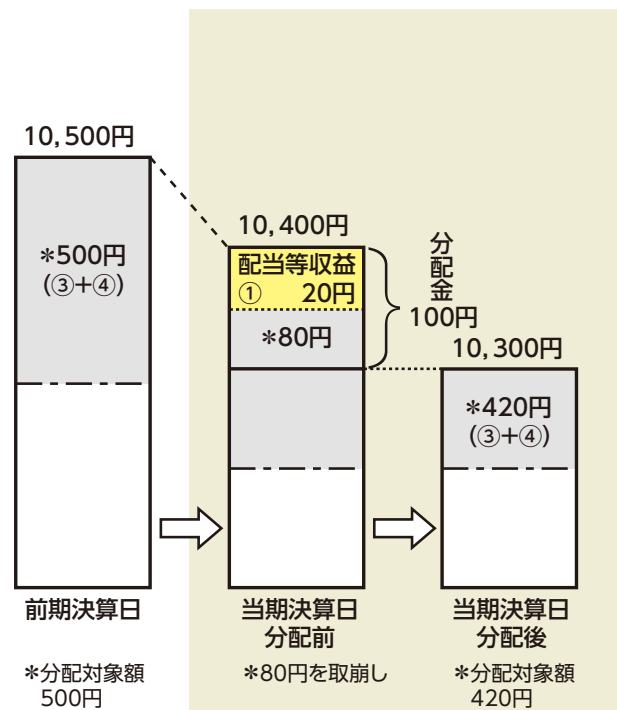 10,500円
*500円
(③+④)
前期決算日
*分配対象額
500円
10,400円
配当等収益
① 20円
*80円
分配金
100円
当期決算日
分配前
*80円を取崩し
10,300円
*420円
(③+④)
当期決算日
分配後
*分配対象額
420円